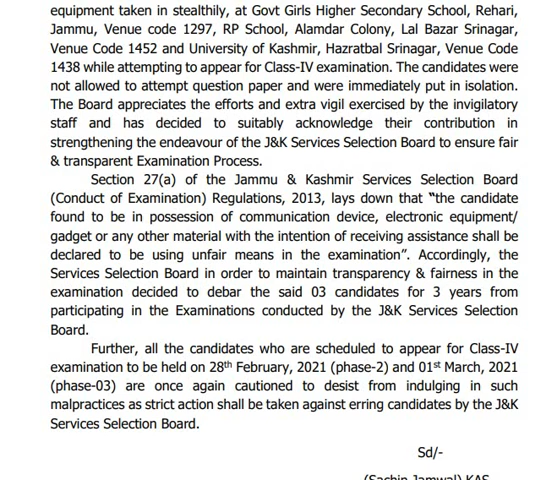 equipment taken in stealthily, at Govt Girls Higher Secondary School, Rehari,
Jammu, Venue code 1297, RP School, Alamdar Colony, Lal Bazar Srinagar,
Venue Code 1452 and University of Kashmir, Hazratbal Srinagar, Venue Code
1438 while attempting to appear for Class-IV examination. The candidates were
not allowed to attempt question paper and were immediately put in isolation.
The Board appreciates the efforts and extra vigil exercised by the invigilatory
staff and has decided to suitably acknowledge their contribution in
strengthening the endeavour of the J&K Services Selection Board to ensure fair
& transparent Examination Process.
Section 27(a) of the Jammu & Kashmir Services Selection Board
(Conduct of Examination) Regulations, 2013, lays down that “the candidate
found to be in possession of communication device, electronic equipment/
gadget or any other material with the intention of receiving assistance shall be
declared to be using unfair means in the examination”. Accordingly, the
Services Selection Board in order to maintain transparency & fairness in the
examination decided to debar the said 03 candidates for 3 years from
participating in the Examinations conducted by the J&K Services Selection
Board.
Further, all the candidates who are scheduled to appear for Class-IV
examination to be held on 28th February, 2021 (phase-2) and 01st March, 2021
(phase-03) are once again cautioned to desist from indulging in such
malpractices as strict action shall be taken against erring candidates by the J&K
Services Selection Board.
Sd/-
(Sachin Jamwal) KAS